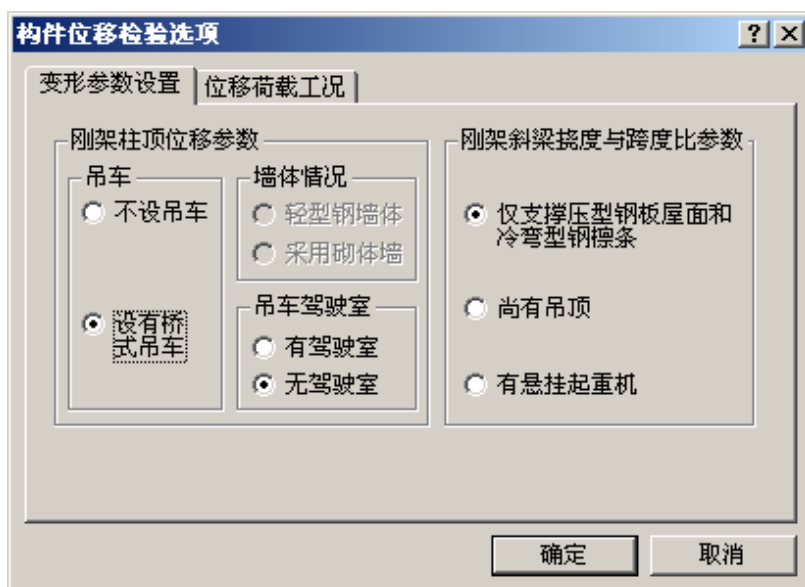 构件位移检验选项
变形参数设置
位移荷载工况
刚架柱顶位移参数
吊车
不设吊车
设有桥
式吊车
墙体情况
轻型钢墙体
采用砌体墙
吊车驾驶室
有驾驶室
无驾驶室
刚架斜梁挠度与跨度比参数
仅支撑压型钢板屋面和
冷弯型钢檩条
尚有吊顶
有悬挂起重机
确定
取消